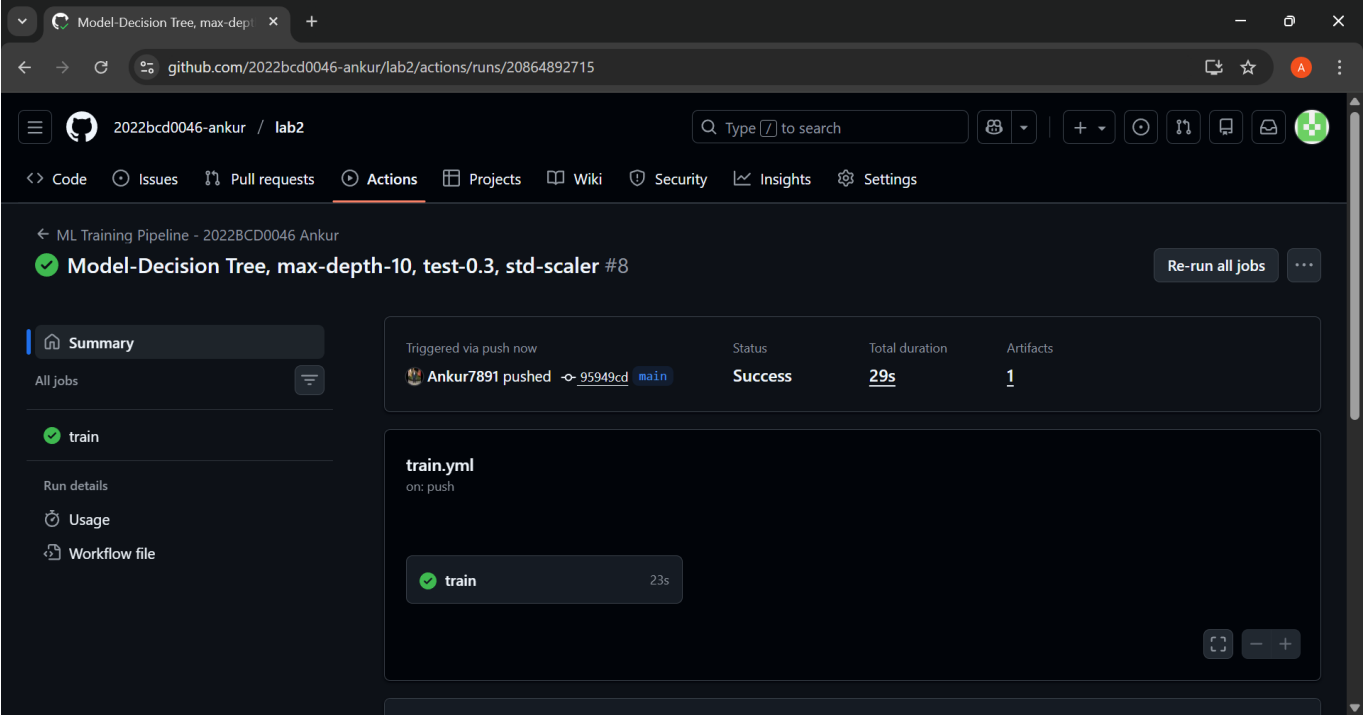 Model-Decision Tree, max-dept
github.com/2022bcd0046-ankur/lab2/actions/runs/20864892715
A
2022bcd0046-ankur / lab2
Type / to search
Code Issues Pull requests Actions Projects Wiki Security Insights Settings
ML Training Pipeline - 2022BCD0046 Ankur
Model-Decision Tree, max-depth-10, test-0.3, std-scaler #8
Re-run all jobs
Summary
All jobs
train
Run details
Usage
Workflow file
Triggered via push now
Ankur7891 pushed 95949cd main
Status
Success
Total duration
29s
Artifacts
1
train.yml
on: push
train 23s